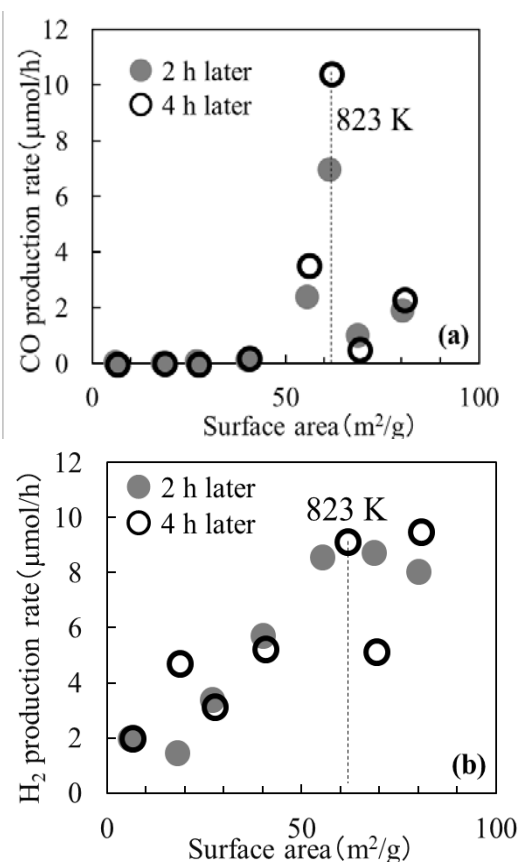 12
10
8
6
4
2
0
CO production rate(μmol/h)
2 h later
4 h later
823 K
(a)
0
50
100
Surface area(m²/g)
12
10
8
6
4
2
0
H₂ production rate(μmol/h)
2 h later
4 h later
823 K
(b)
0
50
100
Surface area(m²/g)